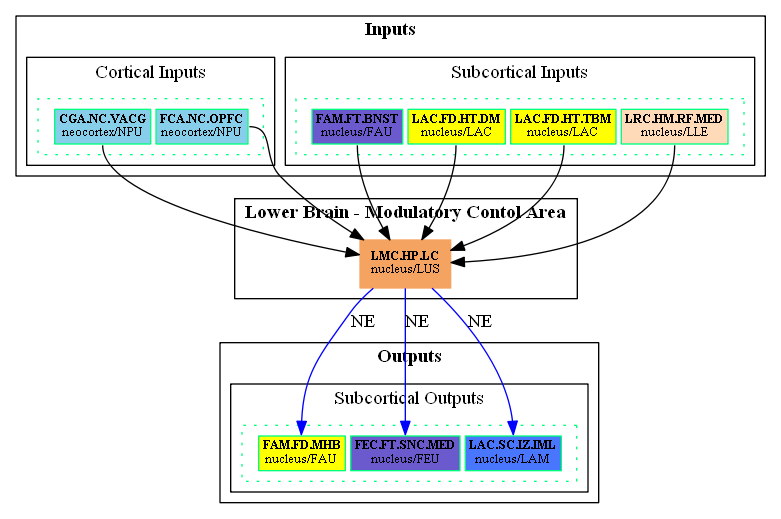 Inputs
Cortical Inputs
Subcortical Inputs
CGA.NC.VACG
neocortex/NPU
FCA.NC.OPFC
neocortex/NPU
FAM.FT.BNST
nucleus/FAU
LAC.FD.HT.DM
nucleus/LAC
LAC.FD.HT.TBM
nucleus/LAC
LRC.HM.RF.MED
nucleus/LLE
Lower Brain - Modulatory Contol Area
LMC.HP.LC
nucleus/LUS
NE
NE
NE
Outputs
Subcortical Outputs
FAM.FD.MHB
nucleus/FAU
FEC.FT.SNC.MED
nucleus/FEU
LAC.SC.IZ.IML
nucleus/LAM